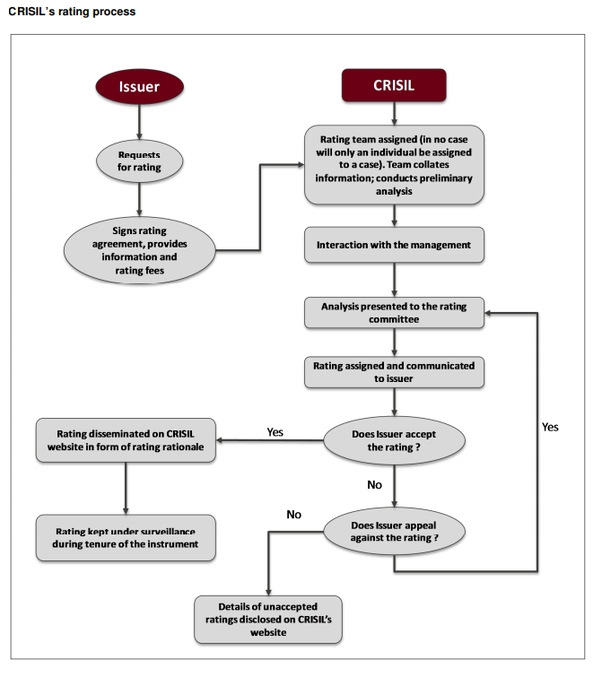 CRISIL's rating process
Issuer
CRISIL
Requests
for rating
Signs rating
agreement, provides
information and
rating fees
Rating team assigned (in no case
will only an individual be assigned
to a case). Team collates
information; conducts preliminary
analysis
Interaction with the management
Analysis presented to the rating
committee
Rating assigned and communicated
to issuer
Does Issuer accept
the rating ?
Yes
Rating disseminated on CRISIL
website in form of rating rationale
Rating kept under surveillance
during tenure of the instrument
No
Does Issuer appeal
against the rating ?
Yes
No
Details of unaccepted
ratings disclosed on CRISIL's
website